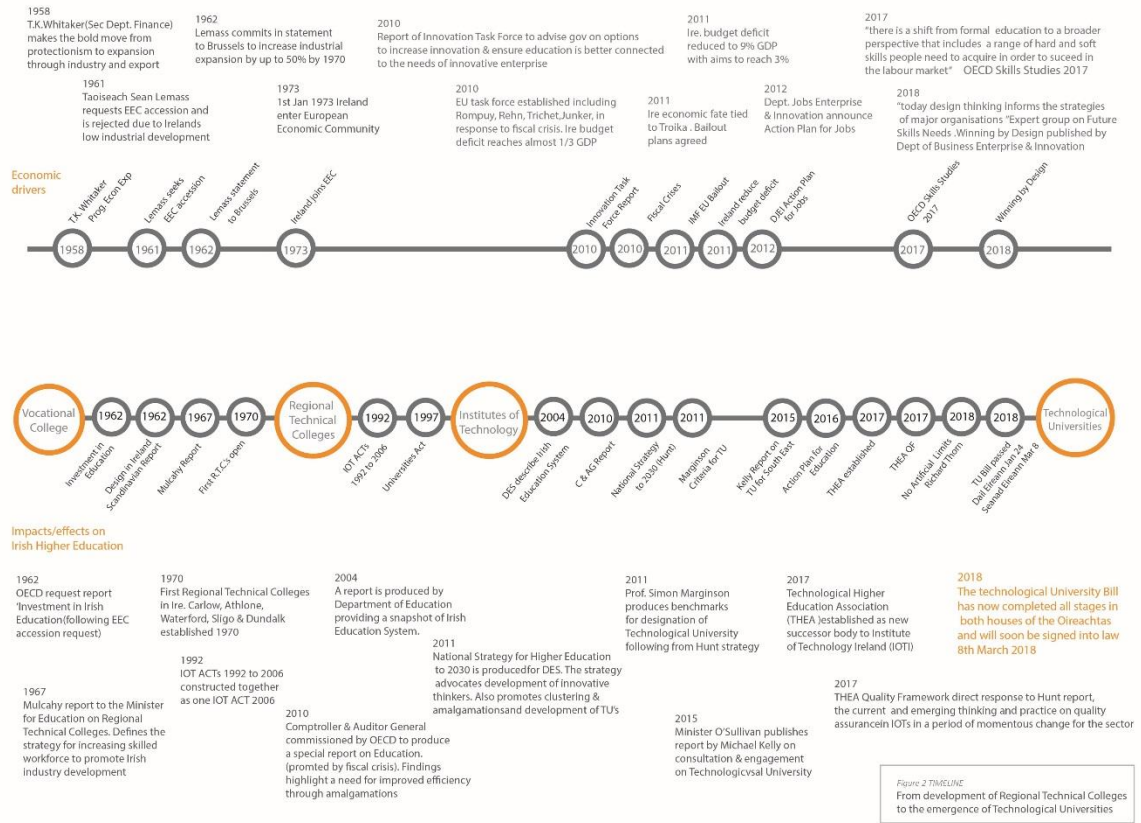 1958
T.K.Whitaker(Sec Dept. Finance)
makes the bold move from
protectionism to expansion
through industry and export
1962
Lemass commits in statement
to Brussels to increase industrial
expansion by up to 50% by 1970
2010
Report of Innovation Task Force to advise gov on options
to increase innovation & ensure education is better connected
to the needs of innovative enterprise
2011
Ire. budget deficit
reduced to 9% GDP
with aims to reach 3%
2017
"there is a shift from formal education to a broader
perspective that includes a range of hard and soft
skills people need to acquire in order to suceed in
the labour market" OECD Skills Studies 2017
1961
Taoiseach Sean Lemass
requests EEC accession and
is rejected due to Irelands
low industrial development
1973
1st Jan 1973 Ireland
enter European
Economic Community
2010
EU task force established including
Rompuy, Rehn, Trichet,Junker, in
response to fiscal crisis. Ire budget
deficit reaches almost 1/3 GDP
2011
Ire economic fate tied
to Troika . Bailout
plans agreed
2012
Dept. Jobs Enterprise
& Innovation announce
Action Plan for Jobs
2018
"today design thinking informs the strategies
of major organisations "Expert group on Future
Skills Needs .Winning by Design published by
Dept of Business Enterprise & Innovation
Economic
drivers
T.K. Whitaker
Prog. Econ Exp
Lemass seeks
EEC accession
Lemass statement
to Brussels
Ireland joins EEC
Innovation Task
Force Report
Fiscal Crises
IMF EU Bailout
Ireland reduce
budget deficit
DJEI Action Plan
for Jobs
OECD Skills Studies
2017
Winning by Design
1958
1961
1962
1973
2010
2010
2011
2011
2012
2017
2018
Vocational
College
1962
1962
1967
1970
Regional
Technical
Colleges
1992
1997
Institutes of
Technology
2004
2010
2011
2011
2015
2016
2017
2017
2018
2018
Technological
Universities
Investment in
Education
Design in Ireland
Scandinavian Report
Mulcahy Report
First R.T.C's open
IOT ACTs
1992 to 2006
Universities Act
DES describe Irish
Education System
C & AG Report
National Strategy
to 2030 (Hunt)
Marginson
Criteria for TU
Kelly Report on
TU for South East
Action Plan for
Education
THEA established
THEA QF
No Artificial Limits
Richard Thorn
TU Bill passed
Dail Eireann Jan 24
Seanad Eireann Mar 8
Impacts/effects on
Irish Higher Education
1962
OECD request report
'Investment in Irish
Education(following EEC
accession request)
1970
First Regional Technical Colleges
in Ire. Carlow, Athlone,
Waterford, Sligo & Dundalk
established 1970
2004
A report is produced by
Department of Education
providing a snapshot of Irish
Education System.
2011
Prof. Simon Marginson
produces benchmarks
for designation of
Technological University
following from Hunt strategy
2017
Technological Higher
Education Association
(THEA )established as new
successor body to Institute
of Technology Ireland (IOTI)
2018
The technological University Bill
has now completed all stages in
both houses of the Oireachtas
and will soon be signed into law
8th March 2018
1967
Mulcahy report to the Minister
for Education on Regional
Technical Colleges. Defines the
strategy for increasing skilled
workforce to promote Irish
industry development
1992
IOT ACTs 1992 to 2006
constructed together
as one IOT ACT 2006
2010
Comptroller & Auditor General
commissioned by OECD to produce
a special report on Education.
(promted by fiscal crisis). Findings
highlight a need for improved efficiency
through amalgamations
2011
National Strategy for Higher Education
to 2030 is producedfor DES. The strategy
advocates development of innovative
thinkers. Also promotes clustering &
amalgamationsand development of TU's
2015
Minister O'Sullivan publishes
report by Michael Kelly on
consultation & engagement
on Technologicvsal University
2017
THEA Quality Framework direct response to Hunt report,
the current and emerging thinking and practice on quality
assurancein IOTs in a period of momentous change for the sector
Figure 2 TIMELINE
From development of Regional Technical Colleges
to the emergence of Technological Universities